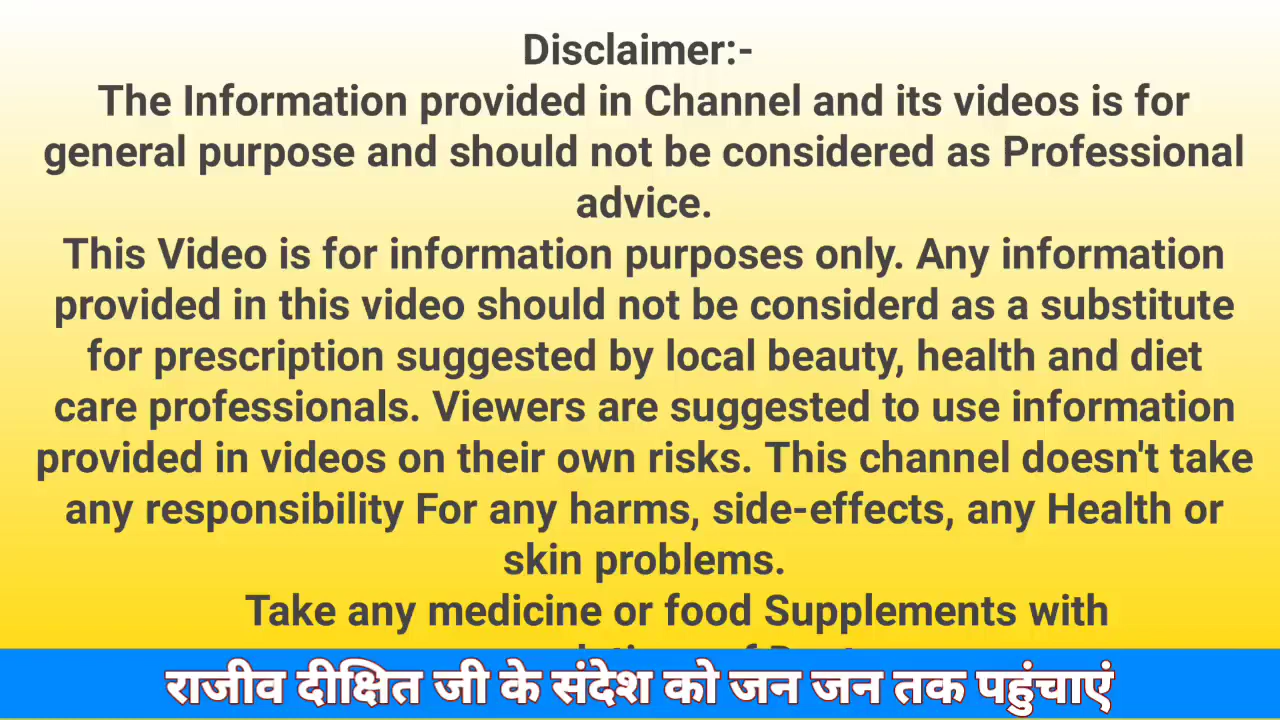 Disclaimer:-
The Information provided in Channel and its videos is for
general purpose and should not be considered as Professional
advice.
This Video is for information purposes only. Any information
provided in this video should not be considerd as a substitute
for prescription suggested by local beauty, health and diet
care professionals. Viewers are suggested to use information
provided in videos on their own risks. This channel doesn't take
any responsibility For any harms, side-effects, any Health or
skin problems.
Take any medicine or food Supplements with
राजीव दीक्षित जी के संदेश को जन जन तक पहुंचाएं